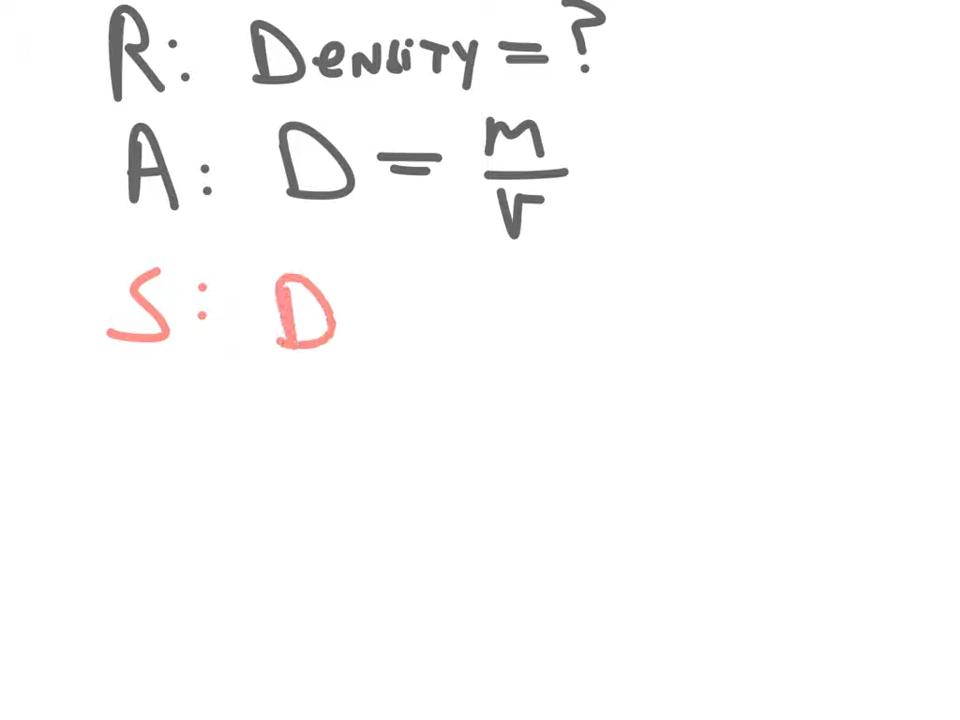 R: Density = ?
A: D = m/v
S: D